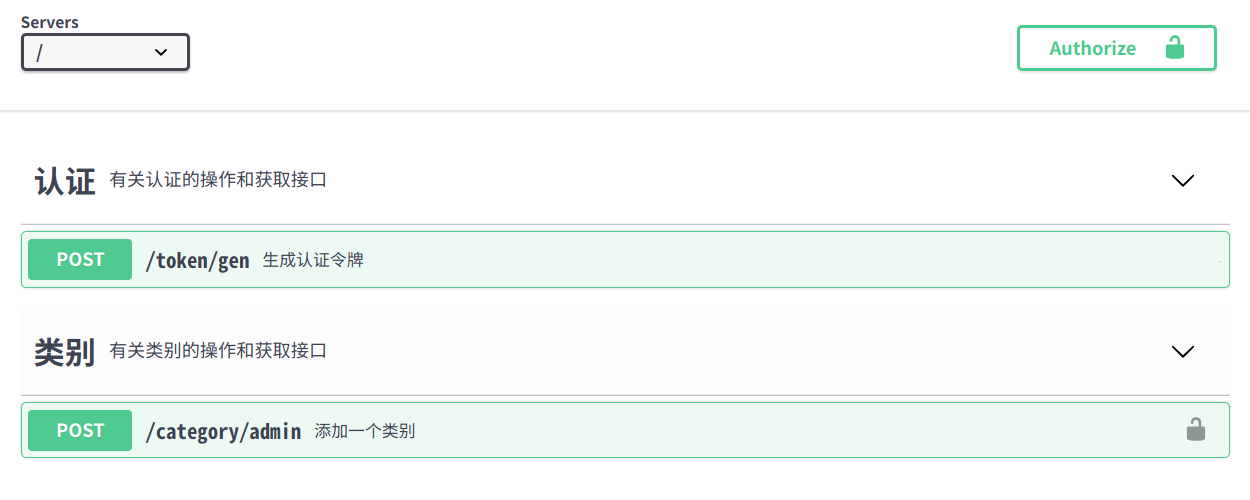 Servers
/
Authorize
认证 有关认证的操作和获取接口
POST /token/gen 生成认证令牌
类别 有关类别的操作和获取接口
POST /category/admin 添加一个类别